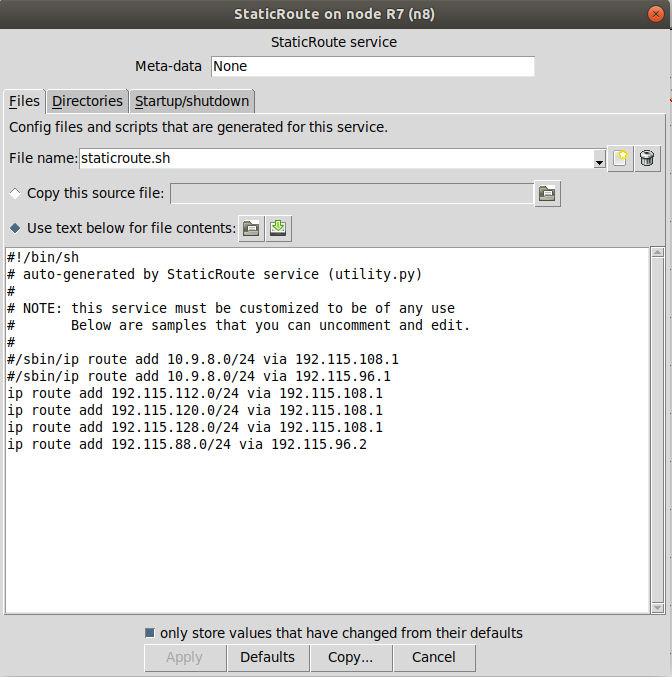 StaticRoute on node R7 (n8)
StaticRoute service
Meta-data None
Files Directories Startup/shutdown
Config files and scripts that are generated for this service.
File name: staticroute.sh
Copy this source file:
Use text below for file contents:
#!/bin/sh
# auto-generated by StaticRoute service (utility.py)
#
# NOTE: this service must be customized to be of any use
#       Below are samples that you can uncomment and edit.
#
#/sbin/ip route add 10.9.8.0/24 via 192.115.108.1
#/sbin/ip route add 10.9.8.0/24 via 192.115.96.1
ip route add 192.115.112.0/24 via 192.115.108.1
ip route add 192.115.120.0/24 via 192.115.108.1
ip route add 192.115.128.0/24 via 192.115.108.1
ip route add 192.115.88.0/24 via 192.115.96.2
only store values that have changed from their defaults
Apply Defaults Copy... Cancel